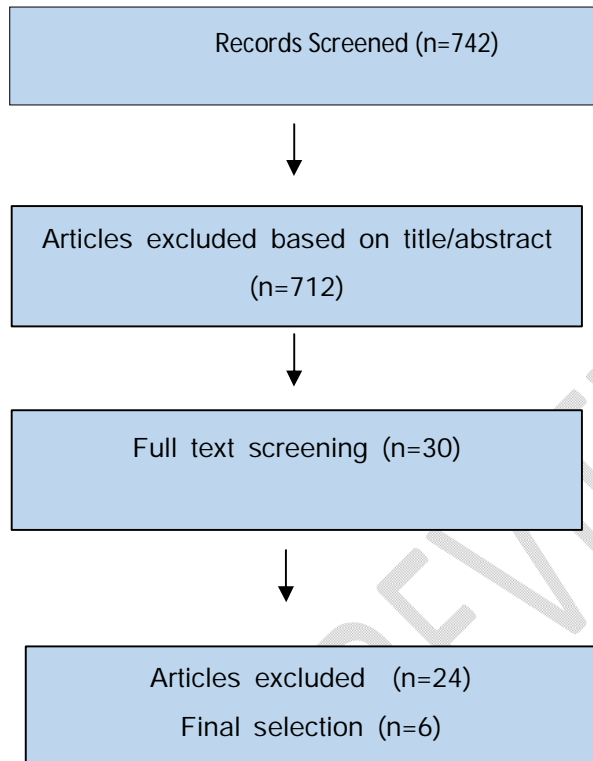 Records Screened (n=742)
Articles excluded based on title/abstract
(n=712)
Full text screening (n=30)
Articles excluded (n=24)
Final selection (n=6)